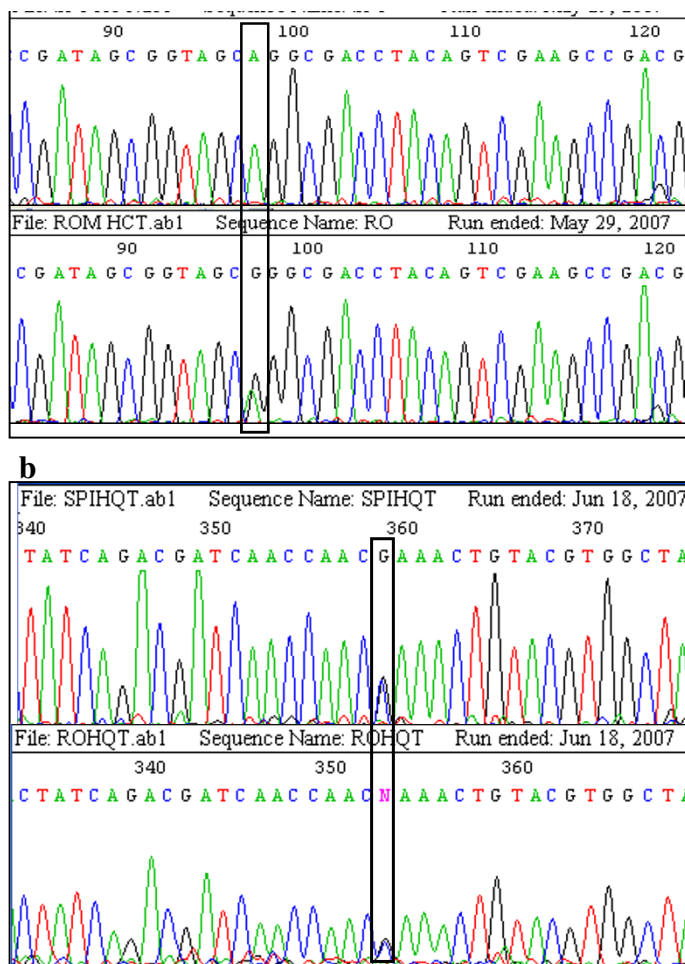 90 100 110 120
C G A T A G C G G T A G C A G G C G A C C T A C A G T C G A A G C C G A C G
File: ROM HCT.ab1 Sequence Name: RO Run ended: May 29, 2007
90 100 110 120
C G A T A G C G G T A G C G G G C G A C C T A C A G T C G A A G C C G A C G
b
File: SPIHQT.ab1 Sequence Name: SPIHQT Run ended: Jun 18, 2007
340 350 360 370
T A T C A G A C G A T C A A C C A A C G A A A C T G T A C G T G G C T A
File: ROHQT.ab1 Sequence Name: ROHQT Run ended: Jun 18, 2007
340 350 360
C T A T C A G A C G A T C A A C C A A C N A A A C T G T A C G T G G C T A